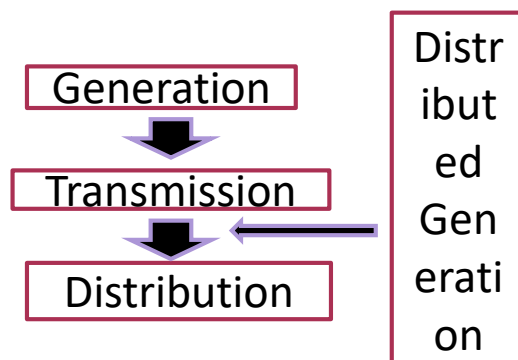 Generation
Transmission
Distribution
Distr
ibut
ed
Gen
erati
on